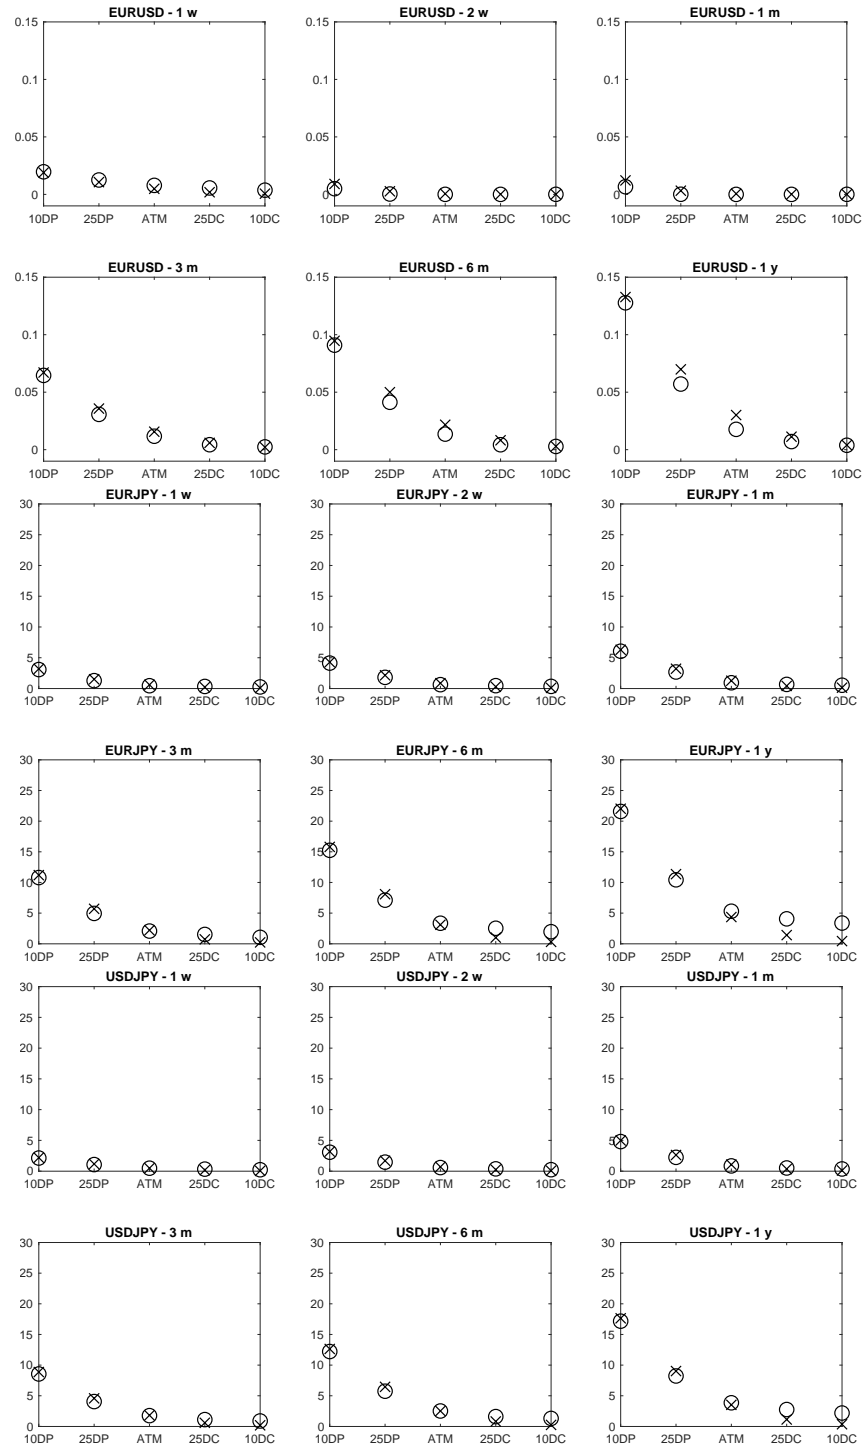 EURUSD - 1 w EURUSD - 2 w EURUSD - 1 m
0.15 0.15 0.15
0.1 0.1 0.1
0.05 0.05 0.05
0 0 0
10DP 25DP ATM 25DC 10DC 10DP 25DP ATM 25DC 10DC 10DP 25DP ATM 25DC 10DC
EURUSD - 3 m EURUSD - 6 m EURUSD - 1 y
0.15 0.15 0.15
0.1 0.1 0.1
0.05 0.05 0.05
0 0 0
10DP 25DP ATM 25DC 10DC 10DP 25DP ATM 25DC 10DC 10DP 25DP ATM 25DC 10DC
EURJPY - 1 w EURJPY - 2 w EURJPY - 1 m
30 30 30
25 25 25
20 20 20
15 15 15
10 10 10
5 5 5
0 0 0
10DP 25DP ATM 25DC 10DC 10DP 25DP ATM 25DC 10DC 10DP 25DP ATM 25DC 10DC
EURJPY - 3 m EURJPY - 6 m EURJPY - 1 y
30 30 30
25 25 25
20 20 20
15 15 15
10 10 10
5 5 5
0 0 0
10DP 25DP ATM 25DC 10DC 10DP 25DP ATM 25DC 10DC 10DP 25DP ATM 25DC 10DC
USDJPY - 1 w USDJPY - 2 w USDJPY - 1 m
30 30 30
25 25 25
20 20 20
15 15 15
10 10 10
5 5 5
0 0 0
10DP 25DP ATM 25DC 10DC 10DP 25DP ATM 25DC 10DC 10DP 25DP ATM 25DC 10DC
USDJPY - 3 m USDJPY - 6 m USDJPY - 1 y
30 30 30
25 25 25
20 20 20
15 15 15
10 10 10
5 5 5
0 0 0
10DP 25DP ATM 25DC 10DC 10DP 25DP ATM 25DC 10DC 10DP 25DP ATM 25DC 10DC